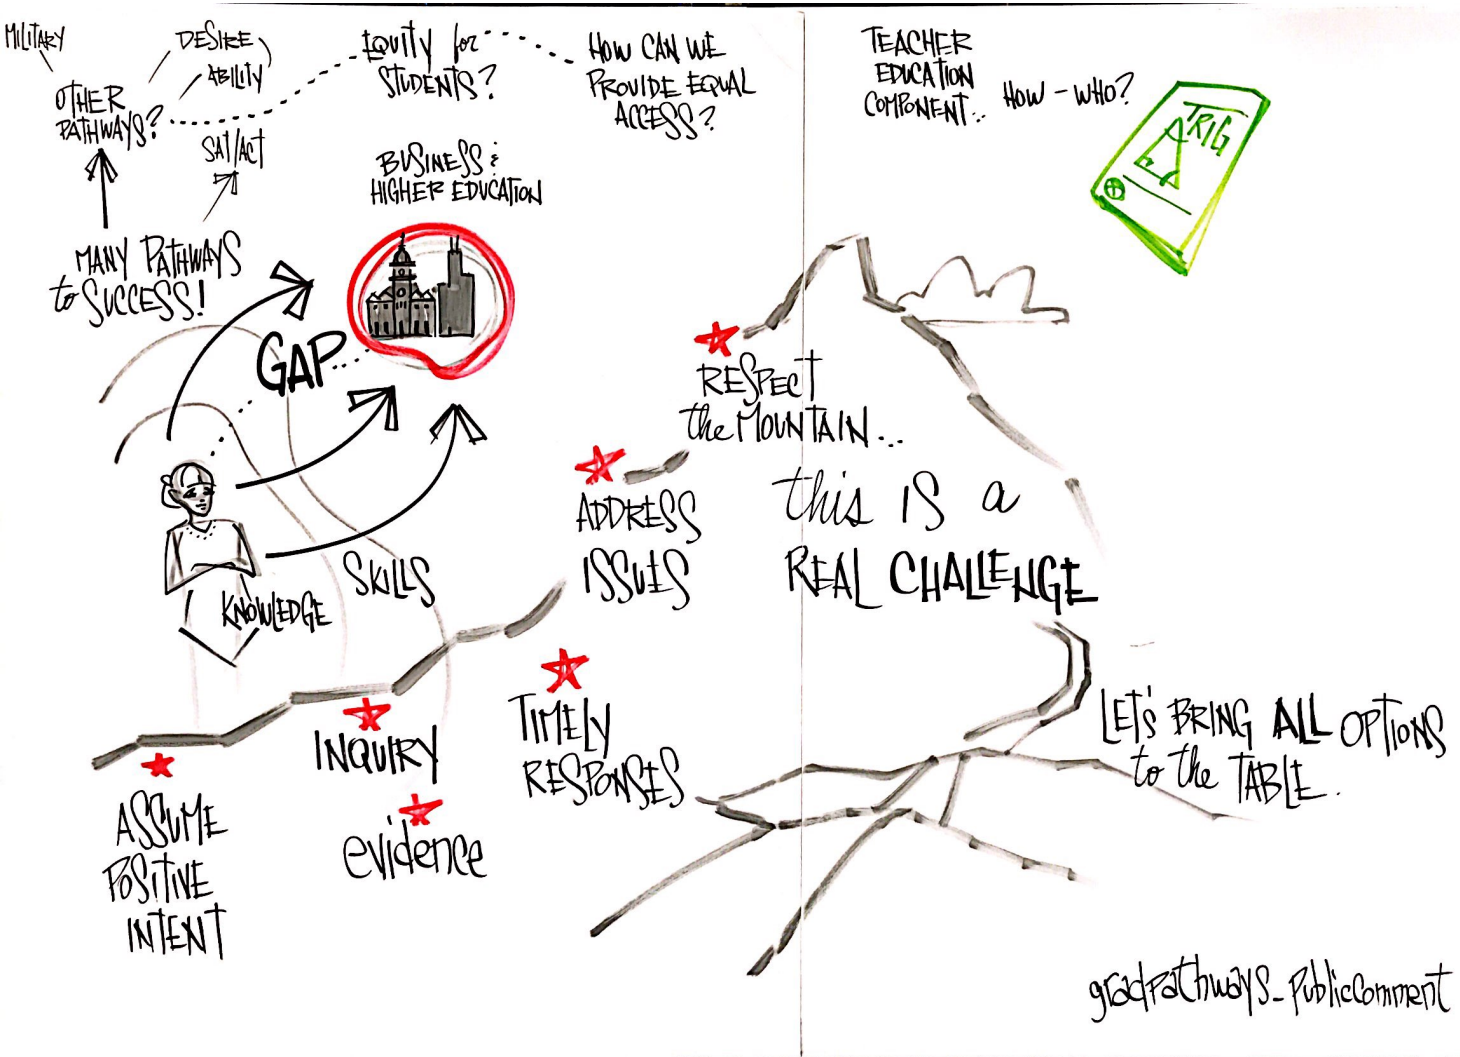 MILITARY
DESIRE
ABILITY
OTHER
PATHWAYS?
SAT/ACT
MANY PATHWAYS
to SUCCESS!
EQUITY for
STUDENTS?
HOW CAN WE
PROVIDE EQUAL
ACCESS?
BUSINESS &
HIGHER EDUCATION
TEACHER
EDUCATION
COMPONENT...
HOW - WHO?
TRIG
GAP
KNOWLEDGE
SKILLS
RESPECT
the MOUNTAIN...
ADDRESS
ISSUES
this IS a
REAL CHALLENGE
TIMELY
RESPONSES
INQUIRY
evidence
ASSUME
POSITIVE
INTENT
LET'S BRING ALL OPTIONS
to the TABLE.
gradPathways_PublicComment